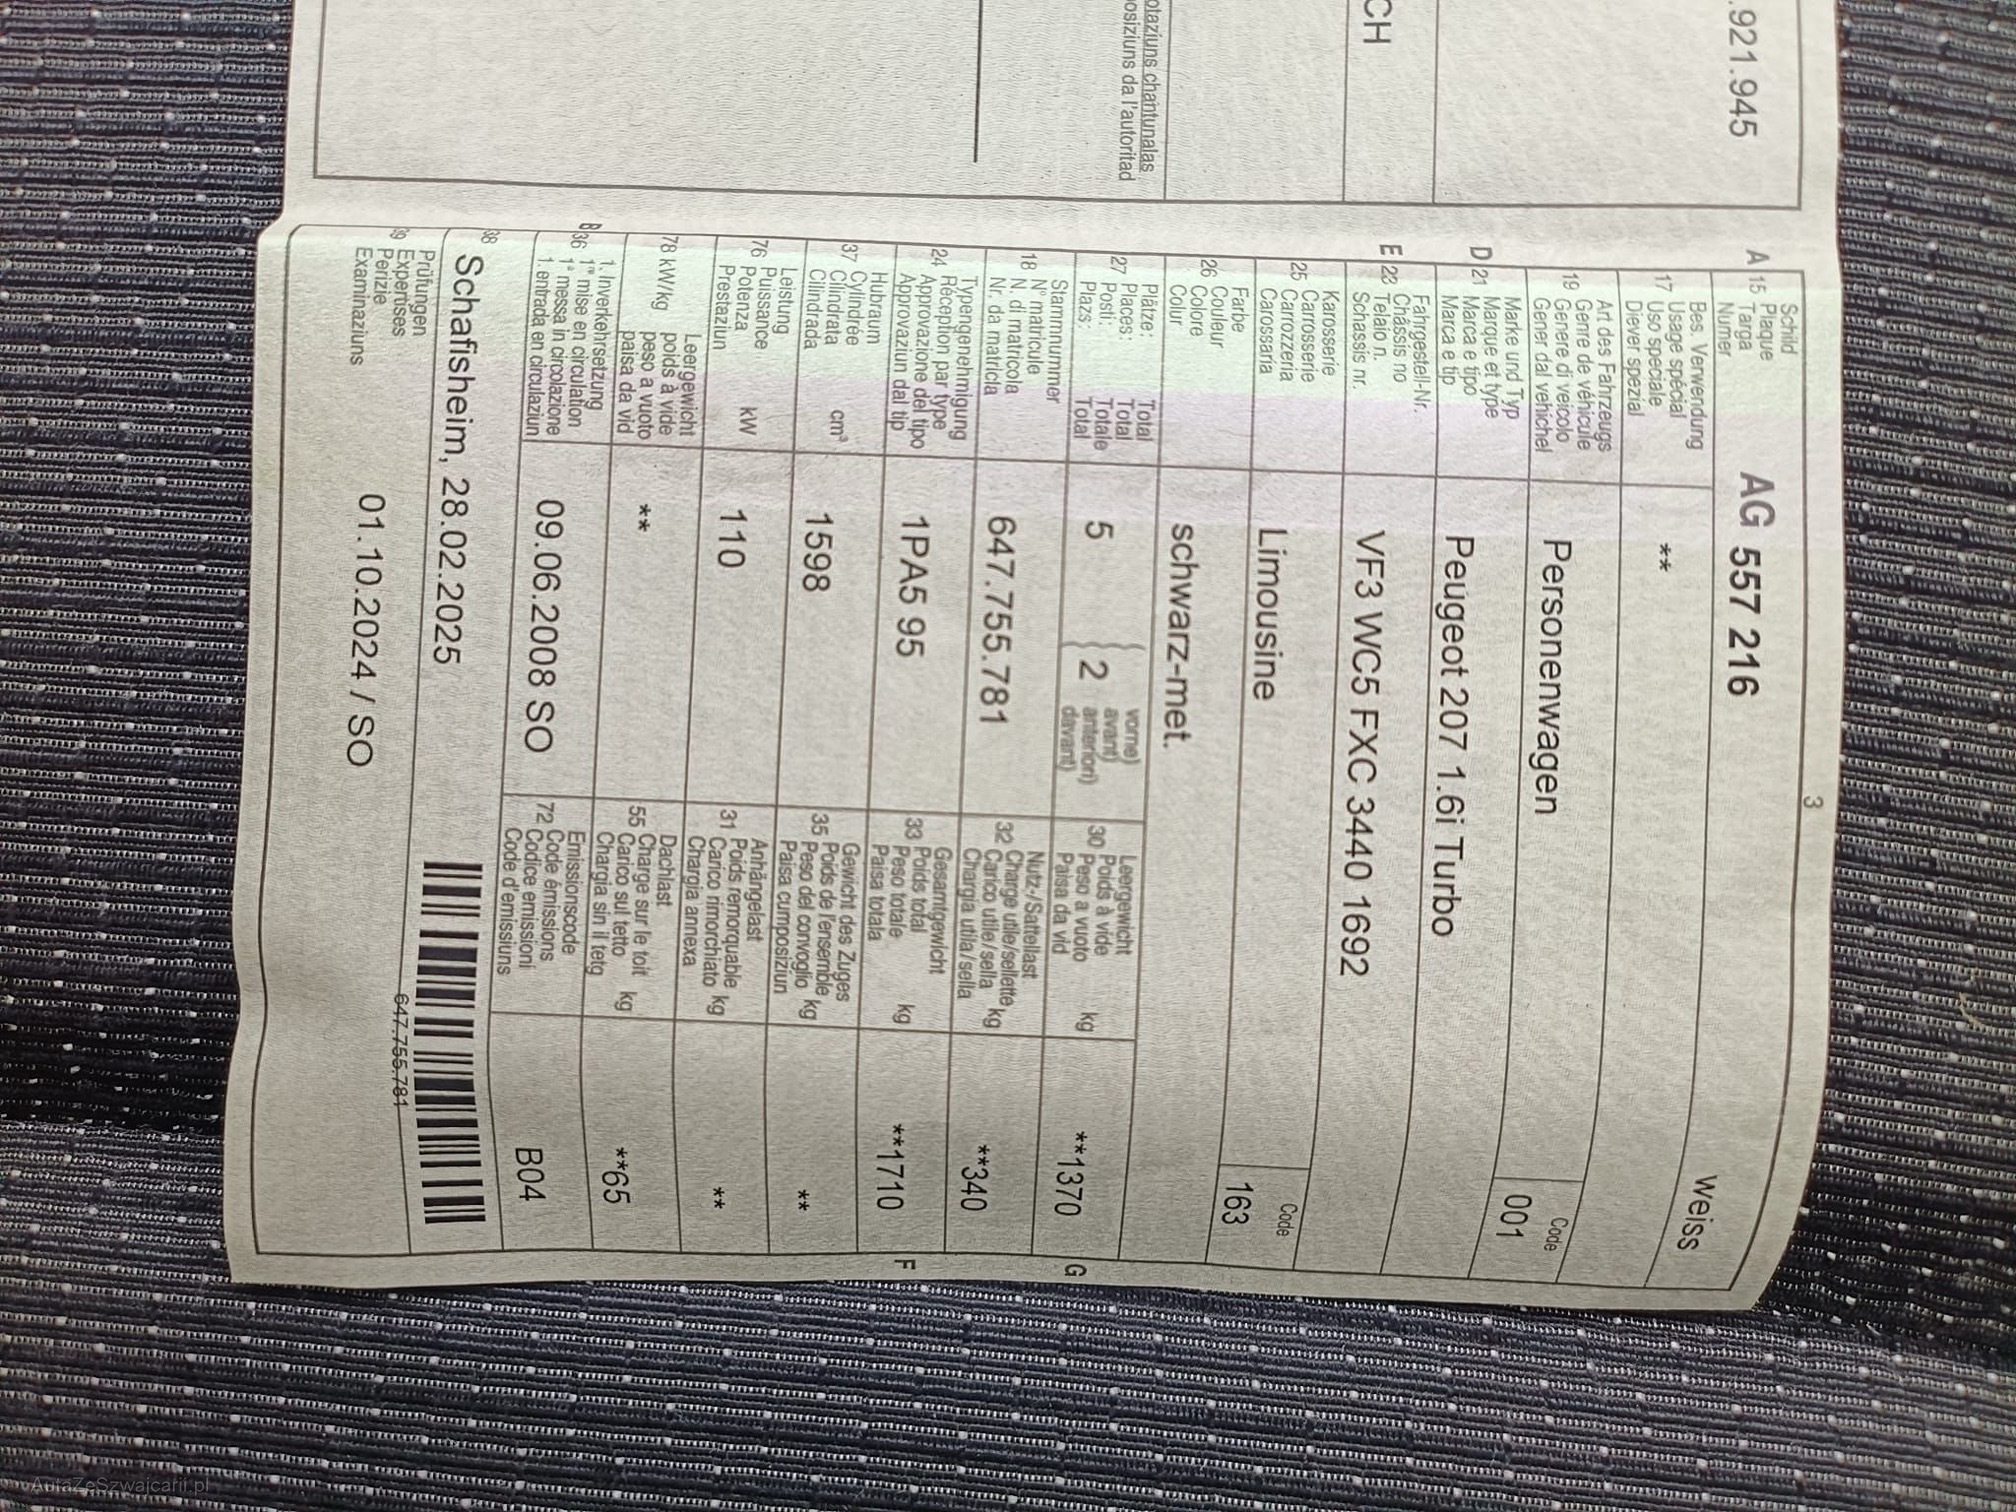 .921.945
CH
otaziuns chantunalas
osiziuns da l'autoritad
3
A 15 Schild
Plaque
Targa
Numer
AG 557 216
weiss
17 Bes. Verwendung
Usage spécial
Uso speciale
Diever spezial
**
19 Art des Fahrzeugs
Genre de véhicule
Genere di veicolo
Gener dal vehichel
Personenwagen
Code
001
D 21 Marke und Typ
Marque et type
Marca e tipo
Marca e tip
Peugeot 207 1.6i Turbo
E 23 Fahrgestell-Nr.
Châssis no
Telaio n.
Schassis nr.
VF3 WC5 FXC 3440 1692
25 Karosserie
Carrosserie
Carrozzeria
Carossaria
Limousine
Code
163
26 Farbe
Couleur
Colore
Colur
schwarz-met.
27 Plätze: Total
Places: Total
Posti: Totale
Plazs: Total
5
2
vorne)
avant)
anteriori)
davant)
30 Leergewicht
Poids à vide
Peso a vuoto kg
Paisa da vid
**1370
G
18 Stammnummer
N° matricule
N. di matricola
Nr. da matricla
647.755.781
32 Nutz-/Sattellast
Charge utile/sellette kg
Carico utile/sella
Chargia utila/sella
**340
24 Typengenehmigung
Réception par type
Approvazione del tipo
Approvaziun dal tip
1PA5 95
33 Gesamtgewicht
Poids total
Peso totale kg
Paisa totala
**1710
F
37 Hubraum
Cylindrée
Cilindrata cm³
Cilindrada
1598
35 Gewicht des Zuges
Poids de l'ensemble
Peso del convoglio kg
Paisa cumposiziun
**
76 Leistung
Puissance
Potenza kW
Prestaziun
110
31 Anhängelast
Poids remorquable
Carico rimorchiato kg
Chargia annexa
**
78 kW/kg Leergewicht
poids à vide
peso a vuoto
paisa da vid
**
55 Dachlast
Charge sur le toit
Carico sul tetto kg
Chargia sin il tetg
**65
B 36 1. Inverkehrsetzung
1re mise en circulation
1a messa in circolazione
1. entrada en circulaziun
09.06.2008 SO
72 Emissionscode
Code émissions
Codice emissioni
Code d'emissiuns
B04
38 Schafisheim, 28.02.2025
647.755.781
39 Prüfungen
Expertises
Perizie
Examinaziuns
01.10.2024 / SO
AutaZeSzwajcarii.pl